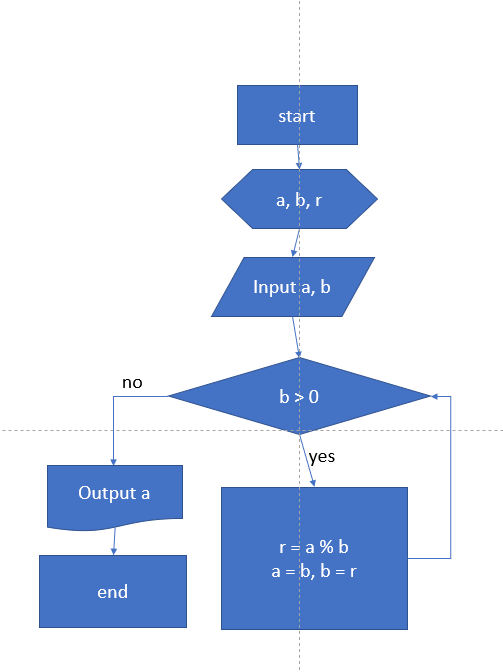 start
a, b, r
Input a, b
b > 0
no
yes
Output a
r = a % b
a = b, b = r
end